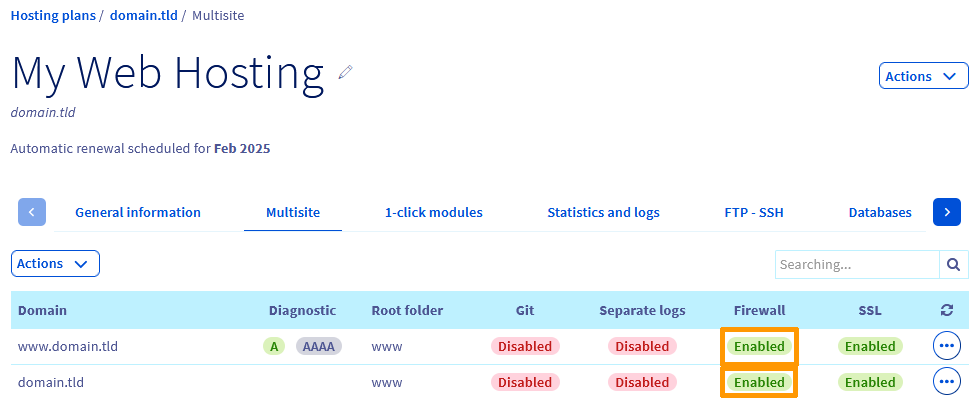 Hosting plans / domain.tld / Multisite
My Web Hosting
Actions
domain.tld
Automatic renewal scheduled for Feb 2025
General information Multisite 1-click modules Statistics and logs FTP - SSH Databases
Actions
Searching...
Domain Diagnostic Root folder Git Separate logs Firewall SSL
www.domain.tld A AAAA www Disabled Disabled Enabled Enabled
domain.tld www Disabled Disabled Enabled Enabled